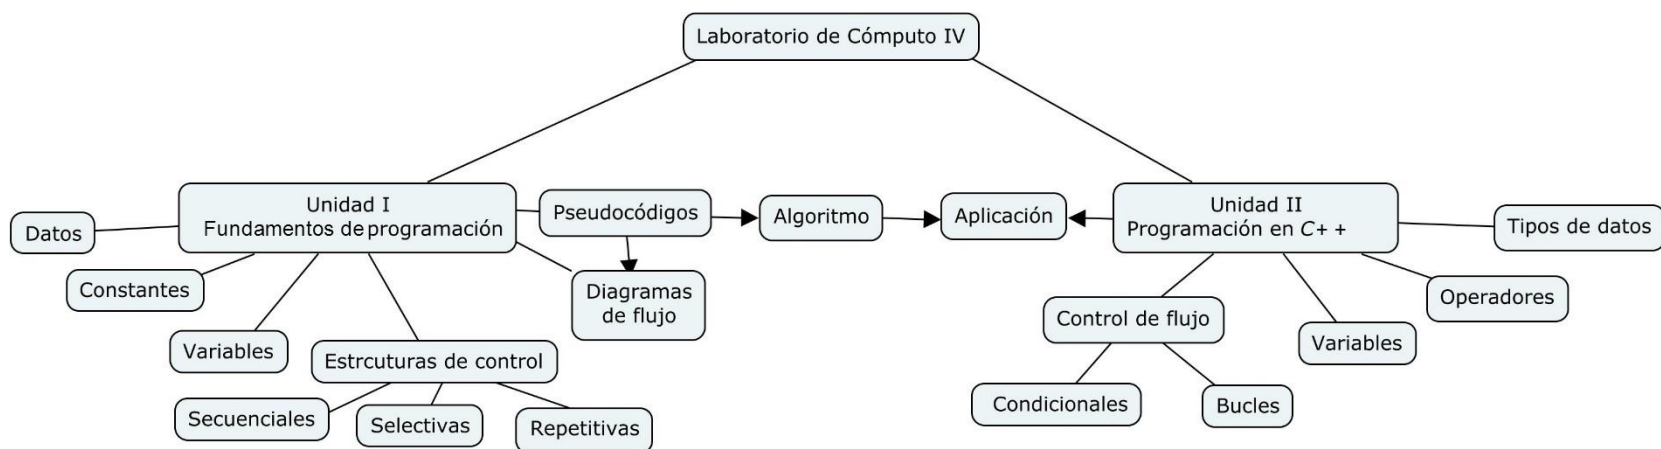 Laboratorio de Cómputo IV
Unidad I
Fundamentos de programación
Datos
Constantes
Variables
Estrcuturas de control
Secuenciales
Selectivas
Repetitivas
Pseudocódigos
Diagramas
de flujo
Algoritmo
Aplicación
Unidad II
Programación en C+ +
Tipos de datos
Operadores
Variables
Control de flujo
Condicionales
Bucles